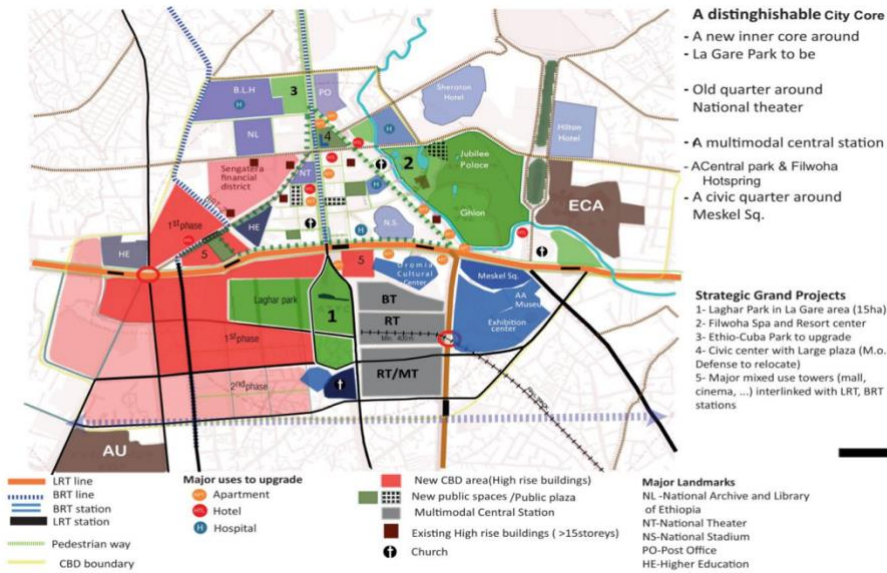 A distinghishable City Core
- A new inner core around
- La Gare Park to be
- Old quarter around
National theater
- A multimodal central station
- ACentral park & Filwoha
Hotspring
- A civic quarter around
Meskel Sq.
Strategic Grand Projects
1- Laghar Park in La Gare area (15ha)
2- Filwoha Spa and Resort center
3- Ethio-Cuba Park to upgrade
4- Civic center with Large plaza (M.o.
Defense to relocate)
5- Major mixed use towers (mall,
cinema, ...) interlinked with LRT, BRT
stations
B.L.H
H
3
PO
Sheraton
Hotel
NL
4
H
Hilton
Hotel
2
Jubilee
Polace
Sengatera
financial
district
NT
H
Ghion
ECA
1st phase
HE
N.S.
HE
5
H
5
Oromia
Cultural
Center
Meskel Sq.
AA
Museu
Exhibition
center
Laghar park
1
BT
RT
1st phase
2nd phase
RT/MT
AU
LRT line
BRT line
BRT station
LRT station
Pedestrian way
CBD boundary
Major uses to upgrade
Apartment
Hotel
H
Hospital
New CBD area(High rise buildings)
New public spaces /Public plaza
Multimodal Central Station
Existing High rise buildings ( >15storeys)
Church
Major Landmarks
NL -National Archive and Library
of Ethiopia
NT-National Theater
NS-National Stadium
PO-Post Office
HE-Higher Education